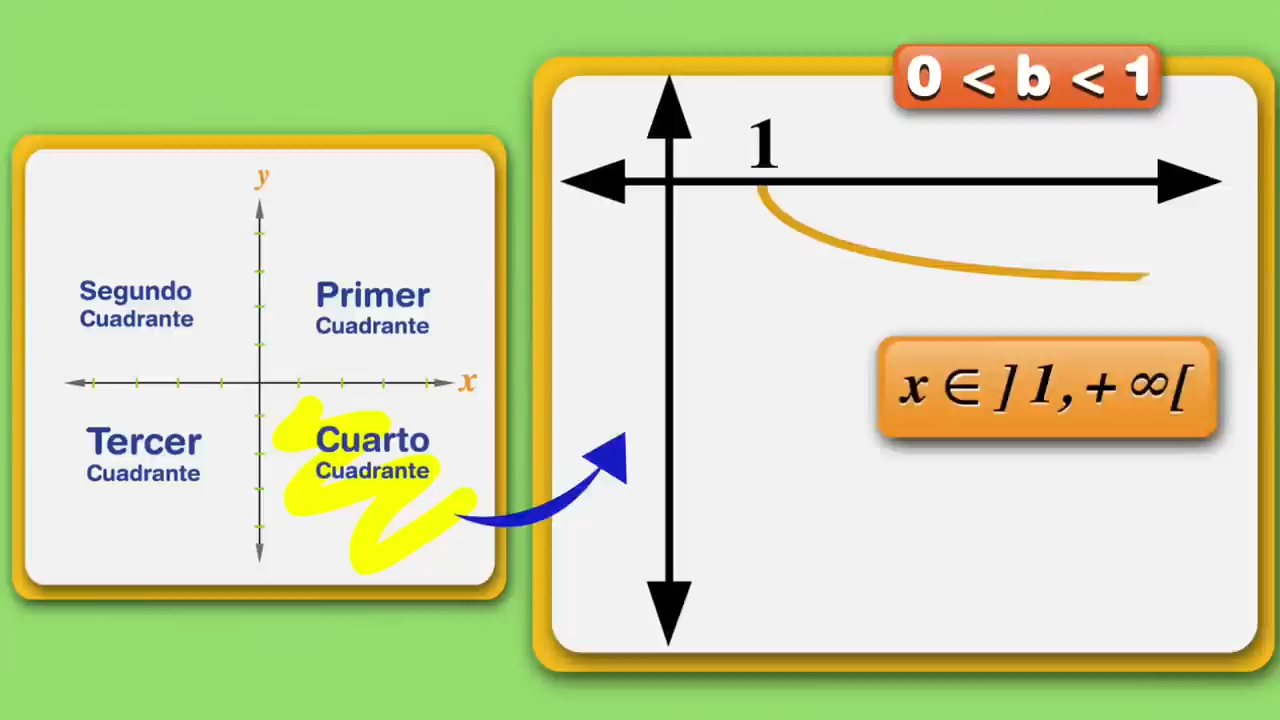 y
Segundo
Cuadrante
Primer
Cuadrante
x
Tercer
Cuadrante
Cuarto
Cuadrante
0 < b < 1
1
x ∈ ] 1, + ∞[